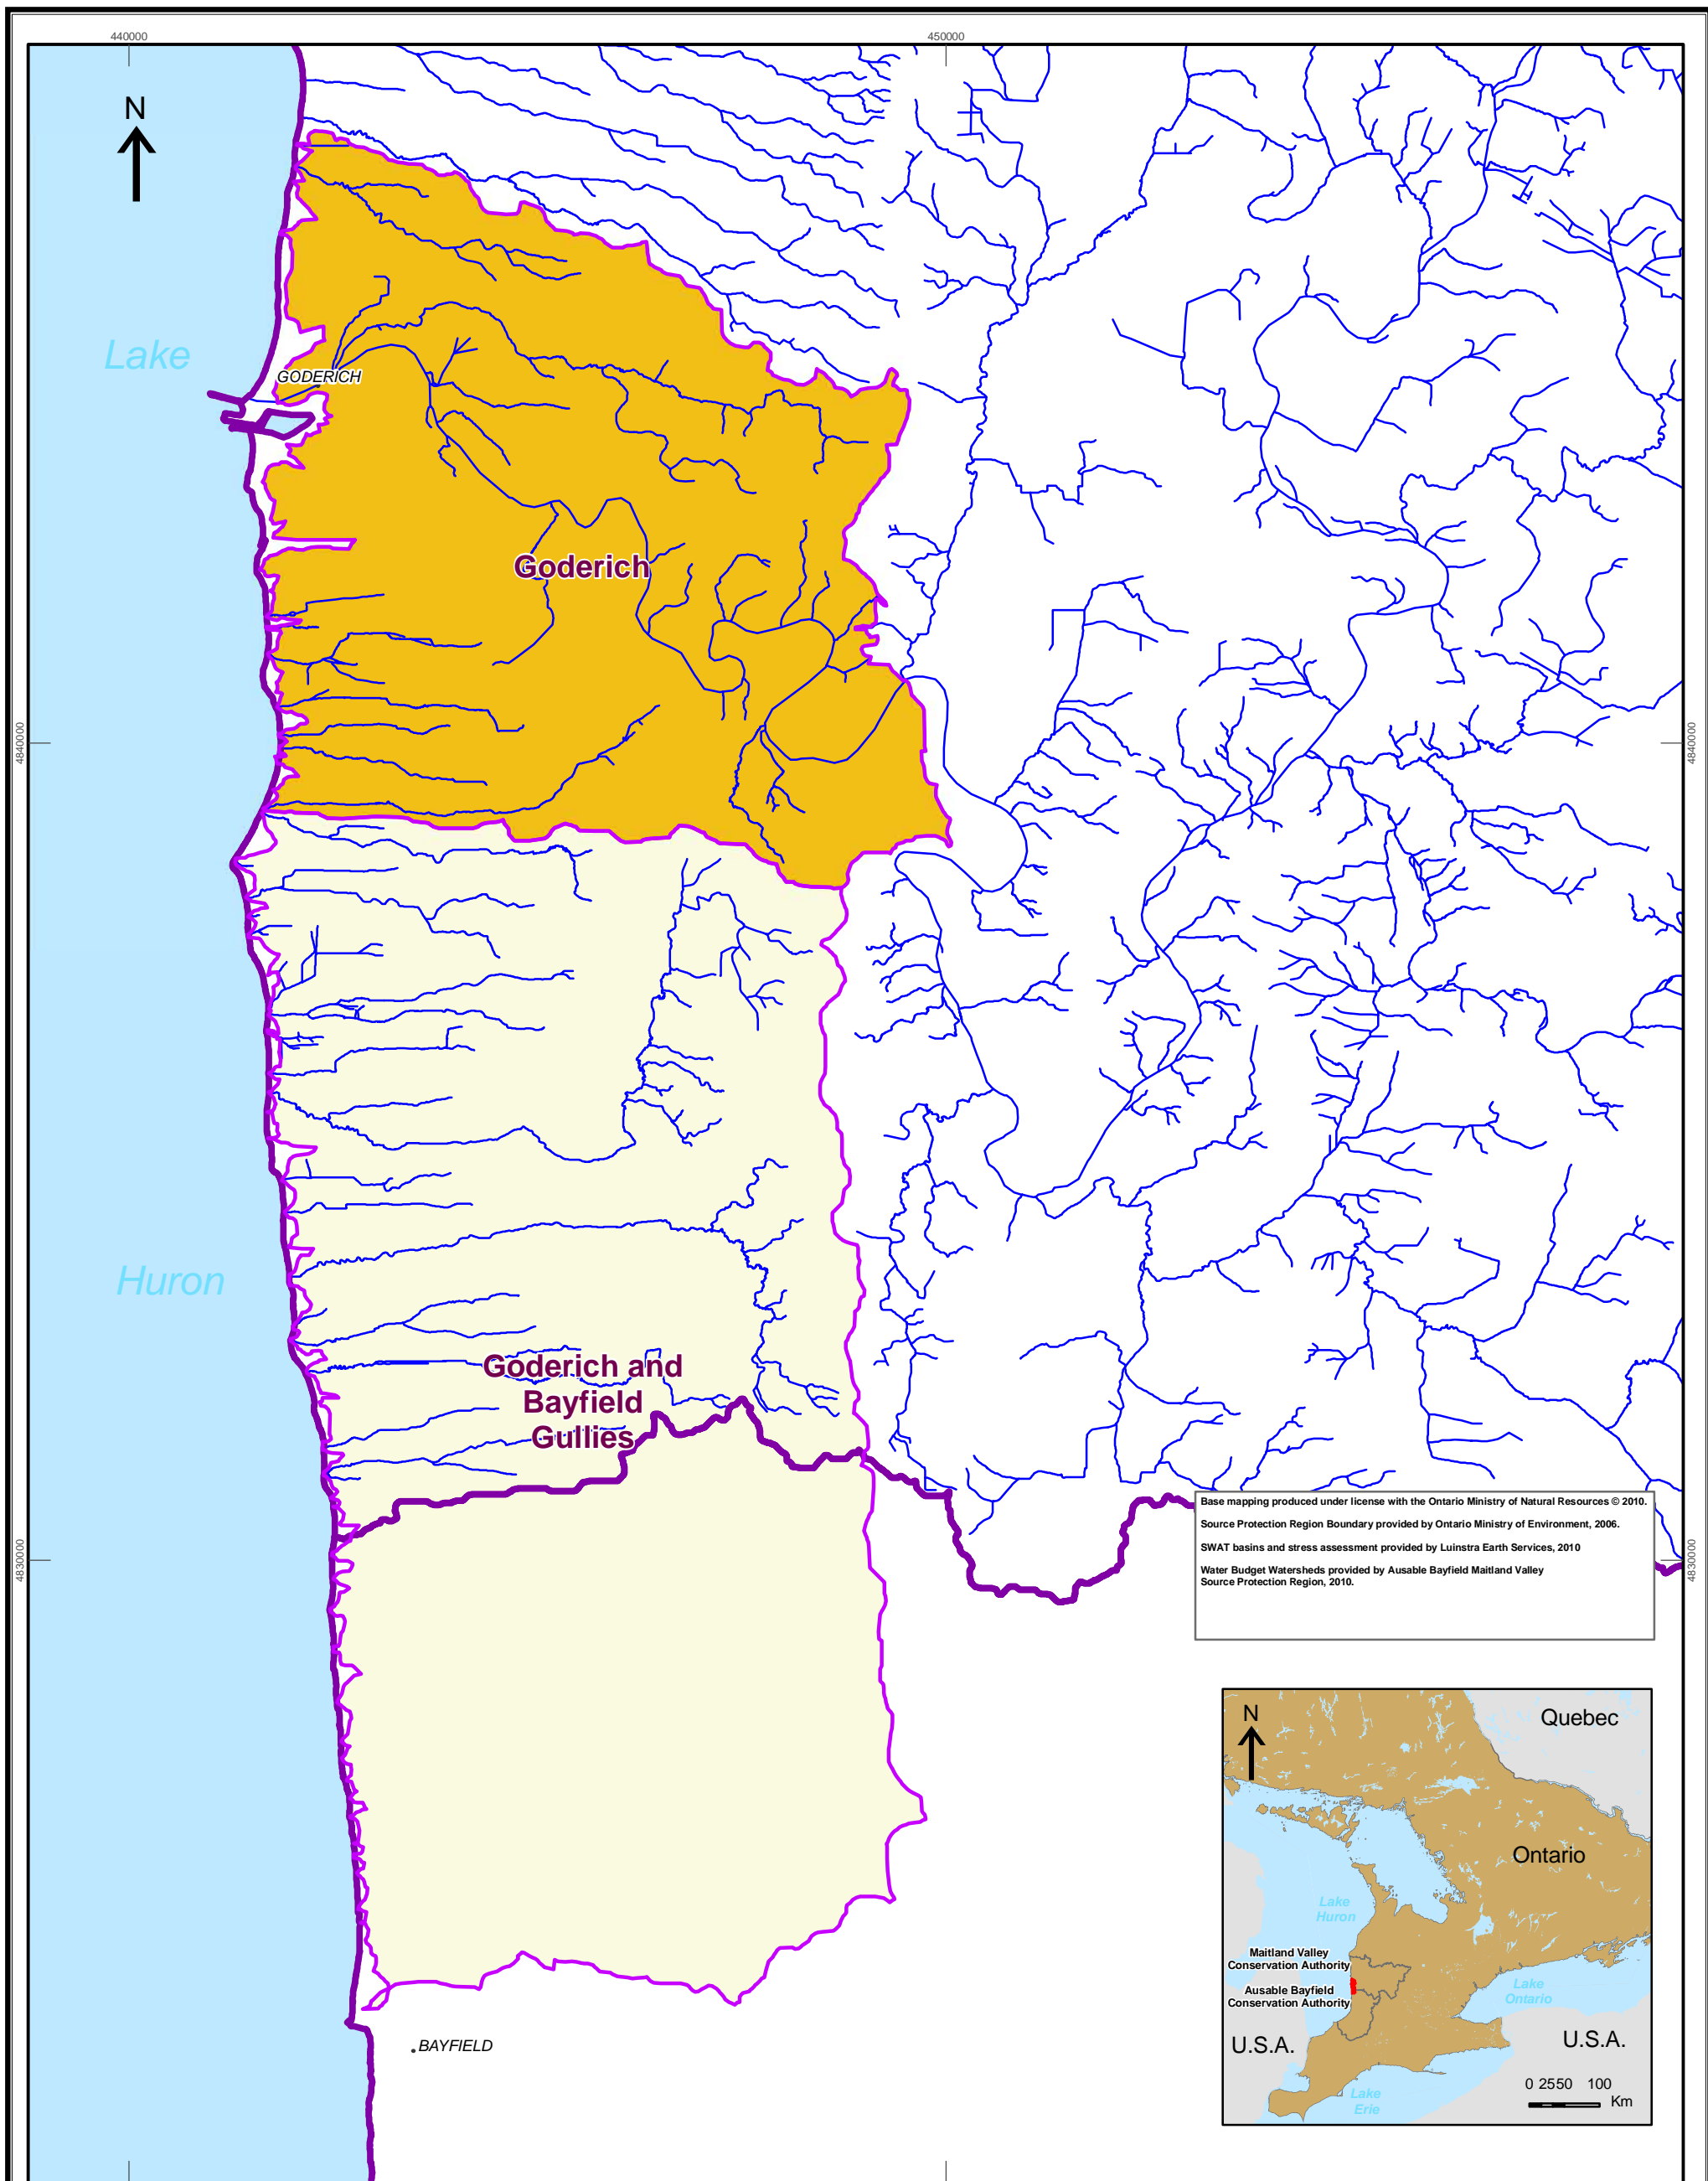 440000
450000
N
Lake
GODERICH
Goderich
4840000
4840000
Huron
Goderich and
Bayfield
Gullies
Base mapping produced under license with the Ontario Ministry of Natural Resources © 2010.
Source Protection Region Boundary provided by Ontario Ministry of Environment, 2006.
SWAT basins and stress assessment provided by Luinstra Earth Services, 2010
Water Budget Watersheds provided by Ausable Bayfield Maitland Valley
Source Protection Region, 2010.
4830000
4830000
N
Quebec
Ontario
Lake
Huron
Maitland Valley
Conservation Authority
Ausable Bayfield
Conservation Authority
Lake
Ontario
U.S.A.
U.S.A.
0 2550 100
Km
Lake
Erie
BAYFIELD